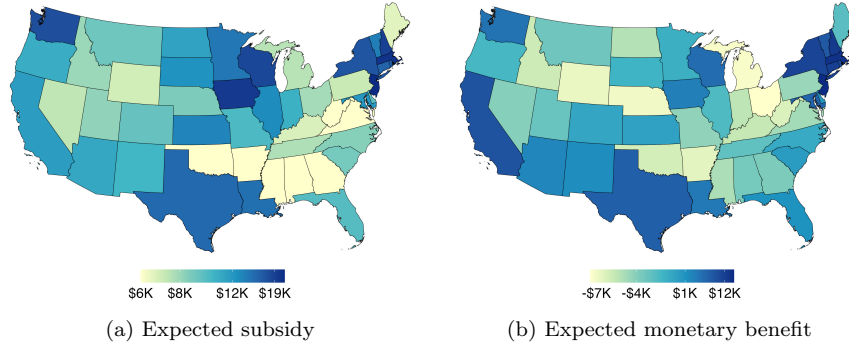 $6K $8K $12K $19K
-$7K -$4K $1K $12K
(a) Expected subsidy
(b) Expected monetary benefit